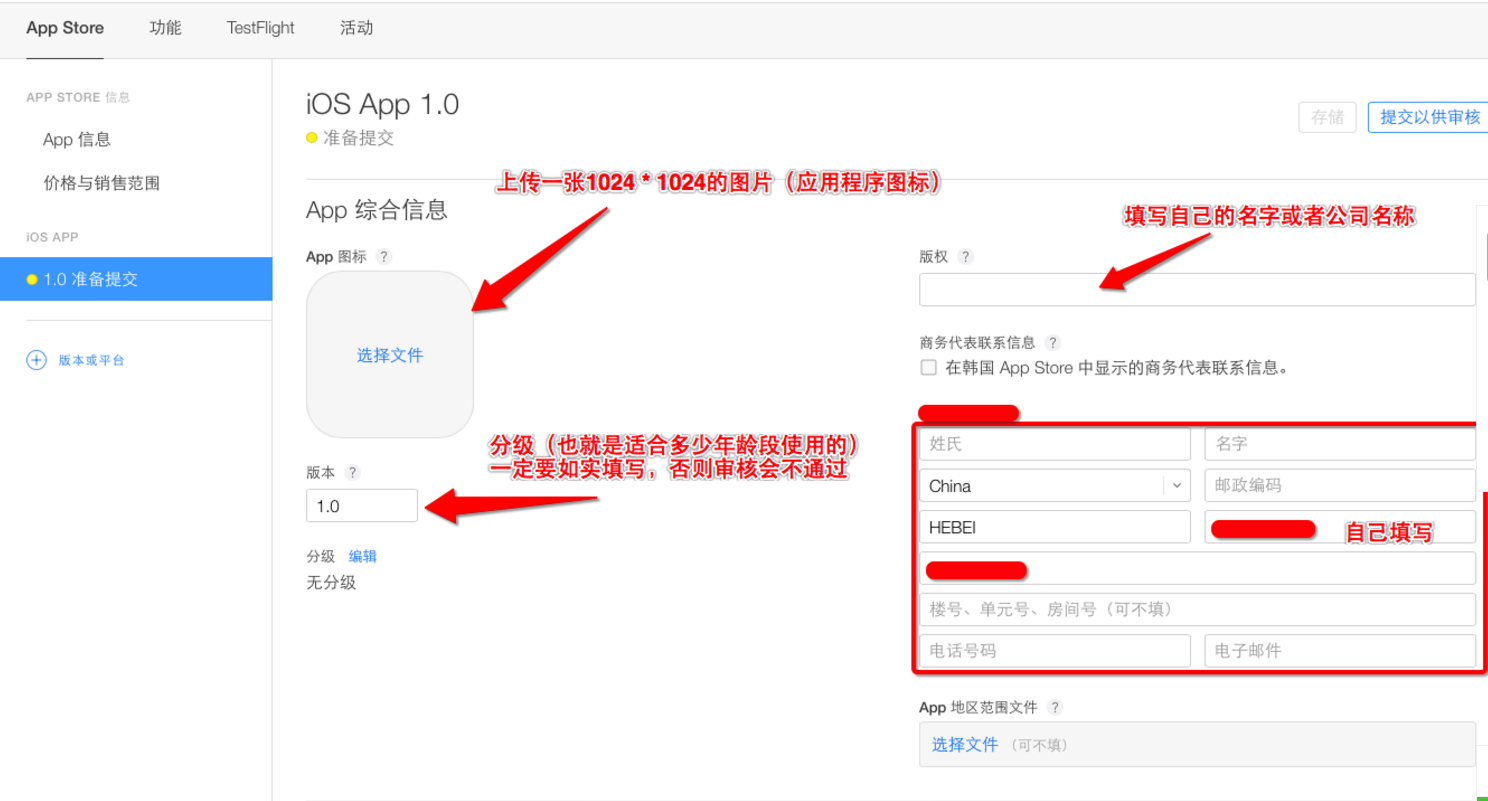 App Store 功能 TestFlight 活动
APP STORE 信息
App 信息
价格与销售范围
iOS APP
1.0 准备提交
版本或平台
iOS App 1.0
准备提交
存储 提交以供审核
上传一张1024 * 1024的图片（应用程序图标）
App 综合信息
App 图标 ?
选择文件
分级（也就是适合多少年龄段使用的）
一定要如实填写，否则审核会不通过
版本 ?
1.0
分级 编辑
无分级
填写自己的名字或者公司名称
版权 ?
商务代表联系信息 ?
在韩国 App Store 中显示的商务代表联系信息。
姓氏 名字
China 邮政编码
HEBEI 自己填写
楼号、单元号、房间号（可不填）
电话号码 电子邮件
App 地区范围文件 ?
选择文件 （可不填）